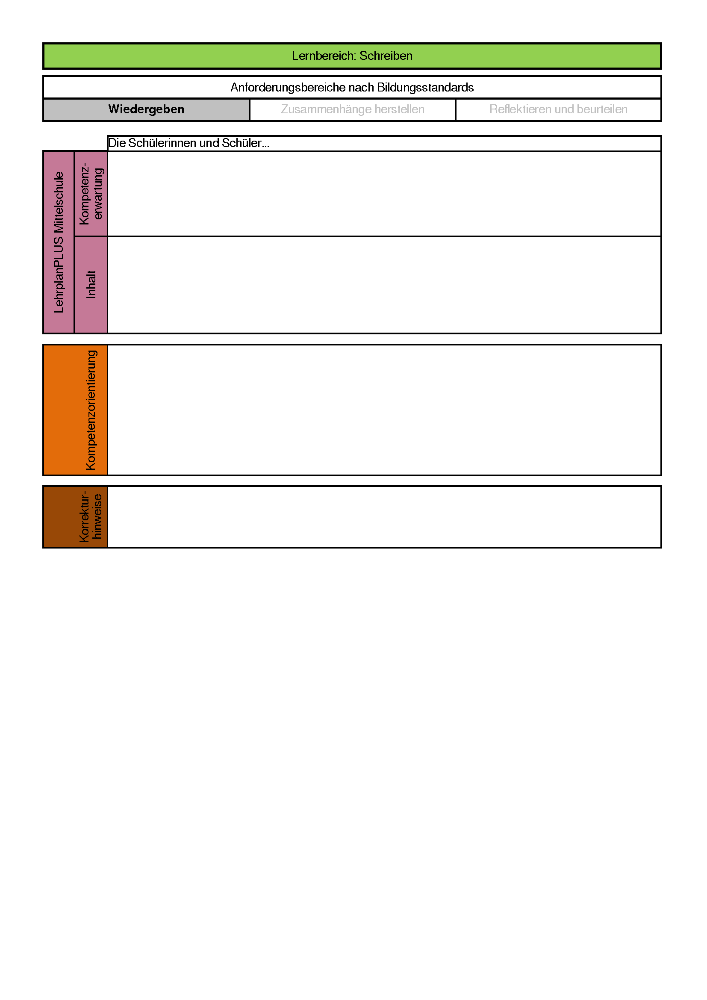 Lernbereich: Schreiben
Anforderungsbereiche nach Bildungsstandards
Wiedergeben
Zusammenhänge herstellen
Reflektieren und beurteilen
Die Schülerinnen und Schüler...
LehrplanPLUS Mittelschule
Kompetenz-
erwartung
Inhalt
Kompetenzorientierung
Korrektur-
hinweise